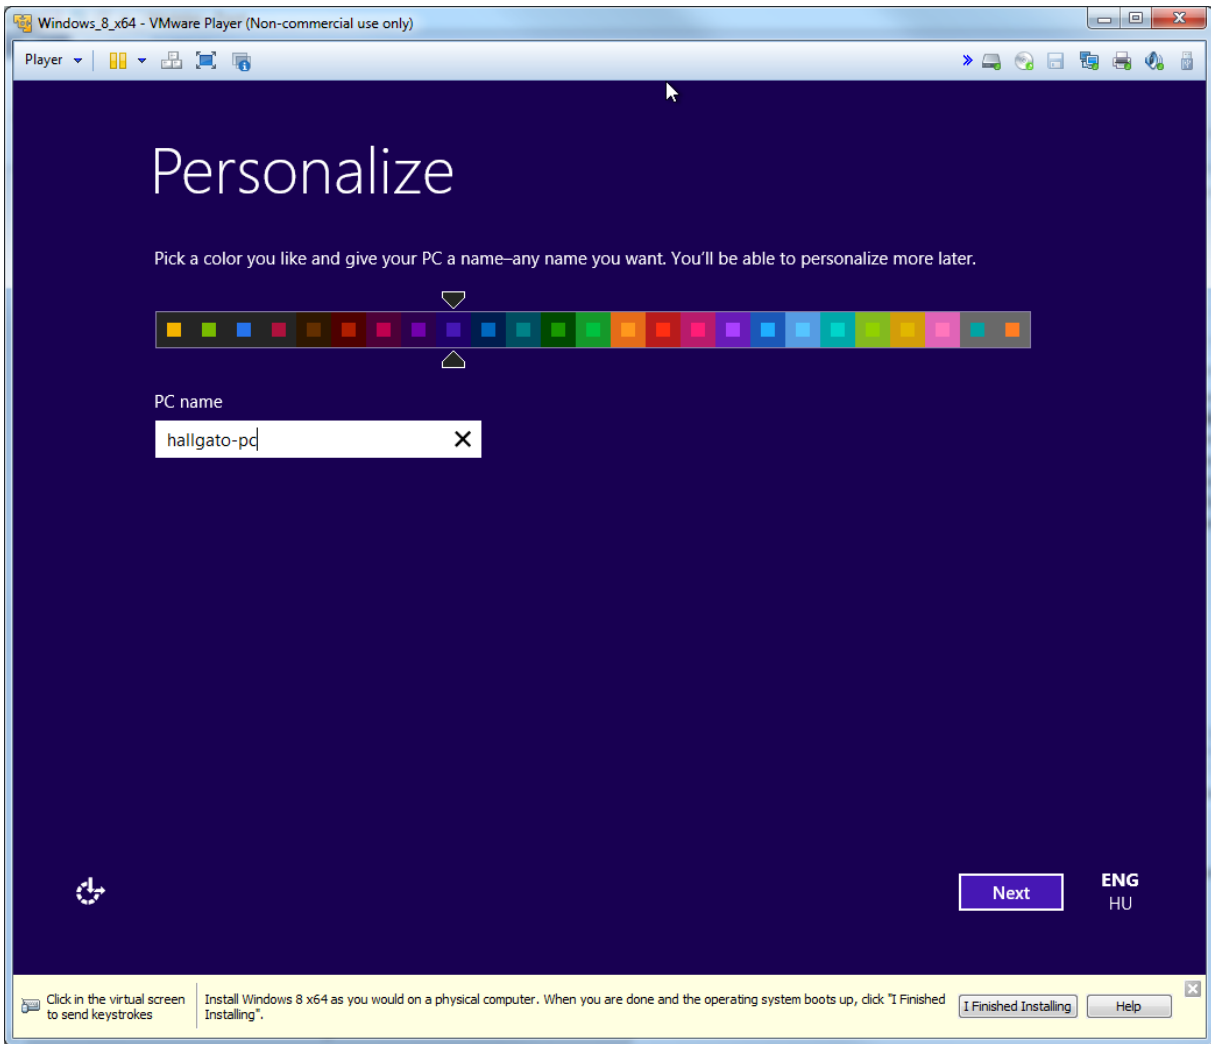 Windows_8_x64 - VMware Player (Non-commercial use only)
Player
Personalize
Pick a color you like and give your PC a name–any name you want. You'll be able to personalize more later.
PC name
hallgato-pc
Next
ENG
HU
Click in the virtual screen
to send keystrokes
Install Windows 8 x64 as you would on a physical computer. When you are done and the operating system boots up, click "I Finished
Installing".
I Finished Installing
Help